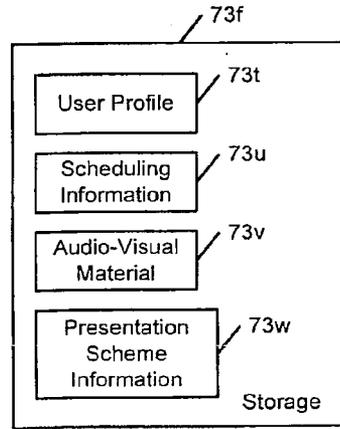 73f
User Profile
73t
Scheduling
Information
73u
Audio-Visual
Material
73v
Presentation
Scheme
Information
73w
Storage